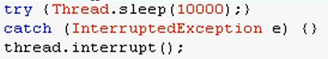 try {Thread.sleep(10000);}
catch (InterruptedException e) {}
thread.interrupt();